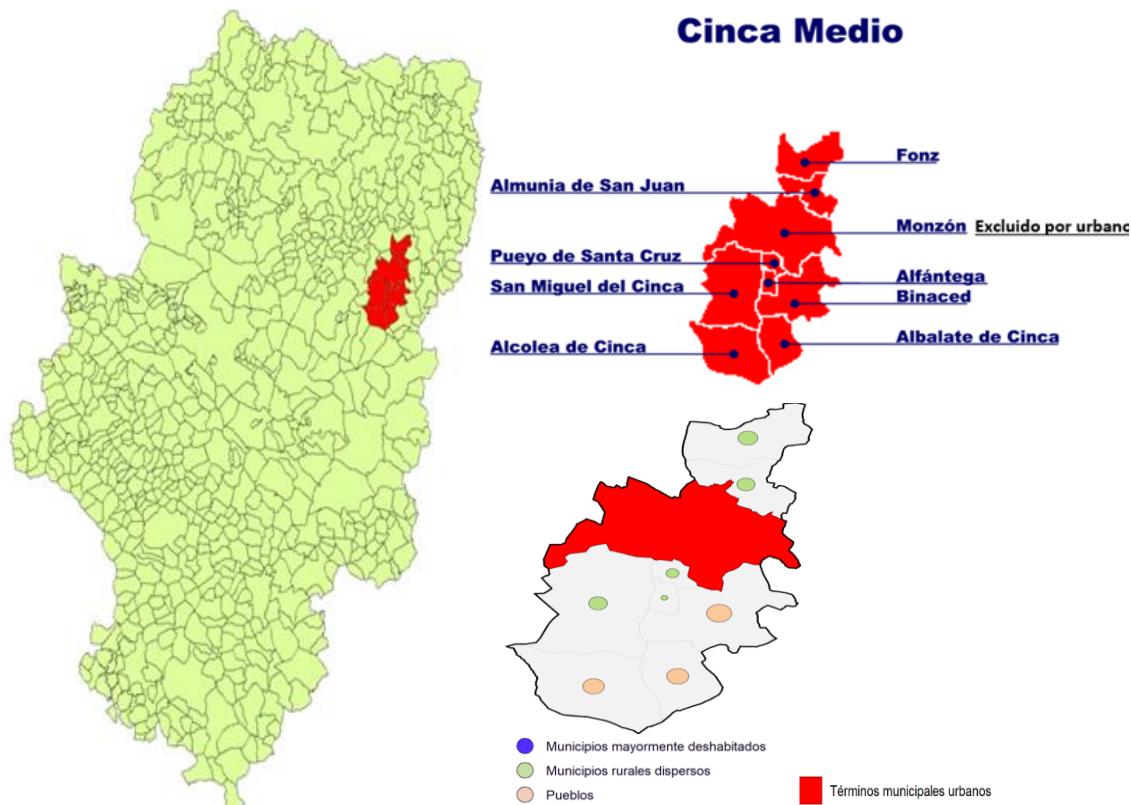 Cinca Medio
Fonz
Almunia de San Juan
Monzón Excluido por urbano
Pueyo de Santa Cruz
Alfántega
San Miguel del Cinca
Binaced
Albalate de Cinca
Alcolea de Cinca
Municipios mayormente deshabitados
Municipios rurales dispersos
Pueblos
Términos municipales urbanos